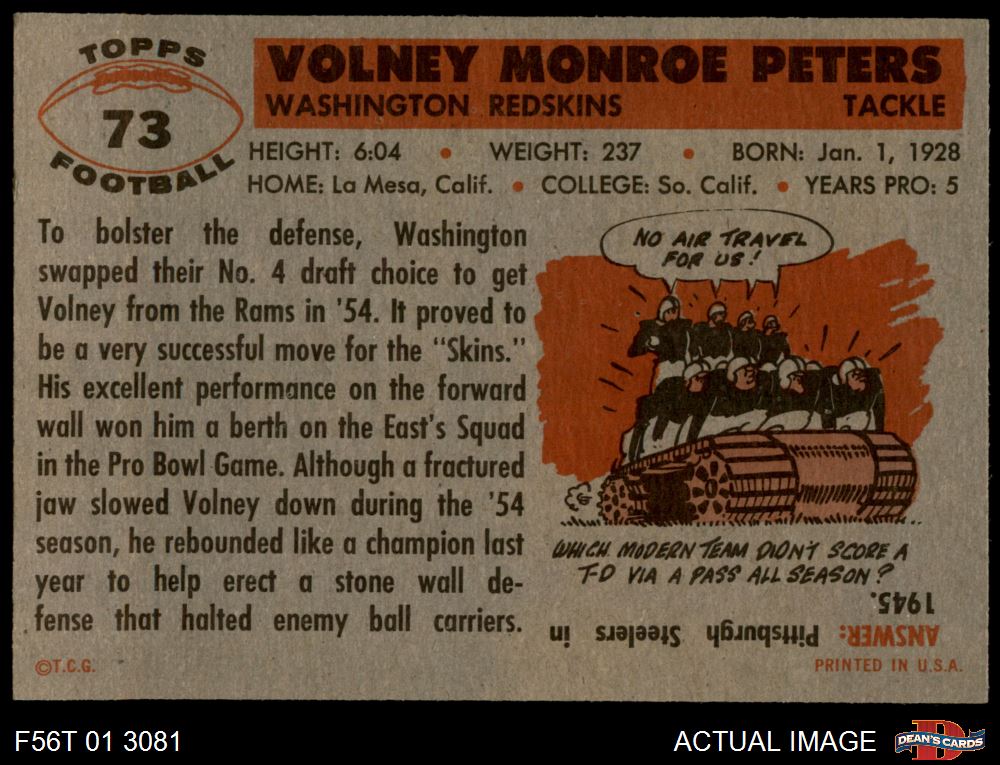 TOPPS
73
FOOTBALL
VOLNEY MONROE PETERS
WASHINGTON REDSKINS TACKLE
HEIGHT: 6:04 • WEIGHT: 237 • BORN: Jan. 1, 1928
HOME: La Mesa, Calif. • COLLEGE: So. Calif. • YEARS PRO: 5
To bolster the defense, Washington
swapped their No. 4 draft choice to get
Volney from the Rams in '54. It proved to
be a very successful move for the "Skins."
His excellent performance on the forward
wall won him a berth on the East's Squad
in the Pro Bowl Game. Although a fractured
jaw slowed Volney down during the '54
season, he rebounded like a champion last
year to help erect a stone wall de-
fense that halted enemy ball carriers.
NO AIR TRAVEL
FOR US!
WHICH MODERN TEAM DIDN'T SCORE A
T-D VIA A PASS ALL SEASON?
ANSWER: Pittsburgh Steelers in
1945.
©T.C.G.
PRINTED IN U.S.A.
F56T 01 3081
ACTUAL IMAGE
DEAN'S CARDS